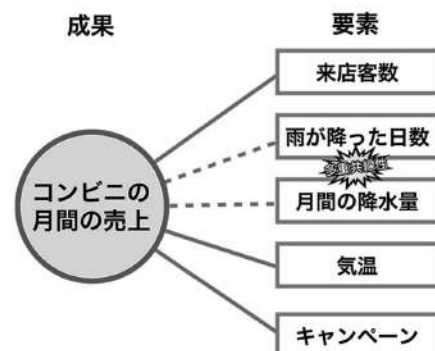 成果
要素
来店客数
雨が降った日数
多重共線性
月間の降水量
コンビニの
月間の売上
気温
キャンペーン